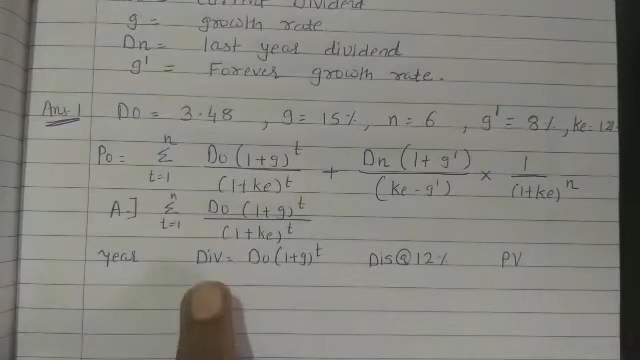 Current Dividend
g = growth rate
Dn = last year dividend
g' = Forever growth rate.
Ans.1 D0 = 3.48 , g = 15%, n = 6 , g' = 8%, ke = 12%
P0 = n Σ t=1 D0 (1+g)^t / (1+ke)^t + Dn (1+g') / (ke - g') × 1 / (1+ke)^n
A.] n Σ t=1 D0 (1+g)^t / (1+ke)^t
year Div = D0(1+g)^t Dis@12% PV